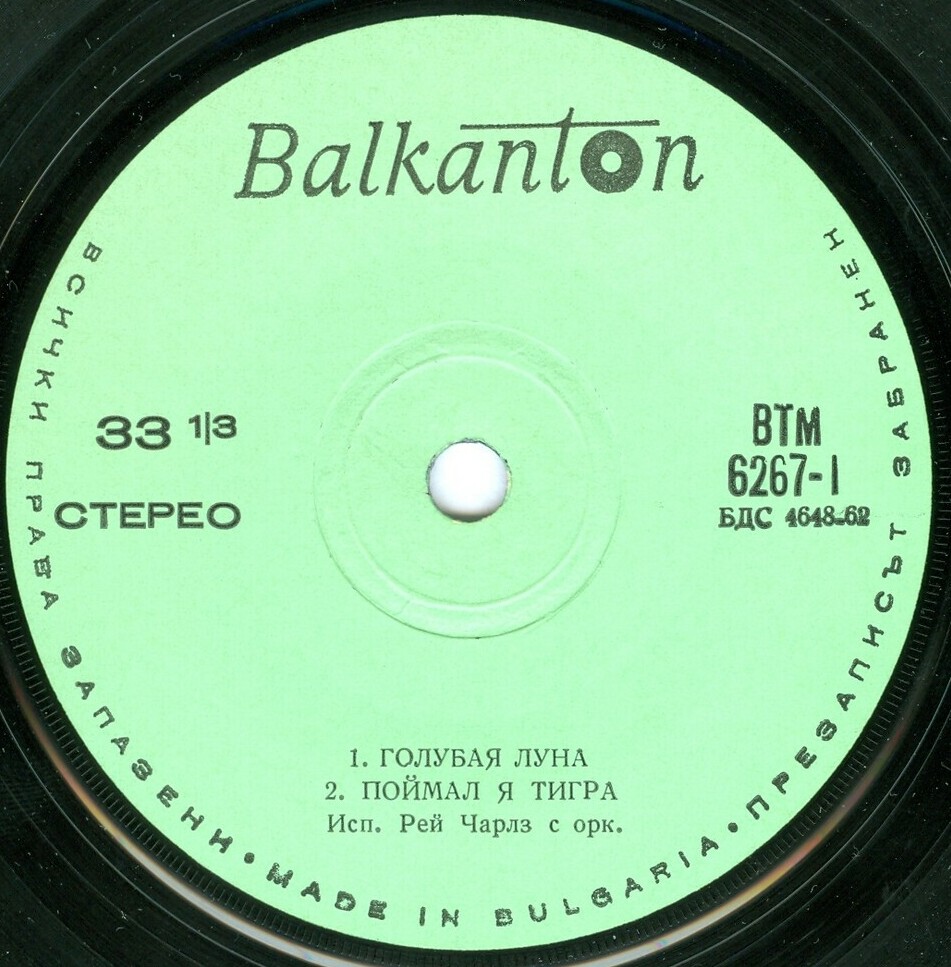 Balkanton
33 1/3
СТЕРЕО
ВТМ
6267-I
БДС 4648-62
1. ГОЛУБАЯ ЛУНА
2. ПОЙМАЛ Я ТИГРА
Исп. Рей Чарлз с орк.
ВСИЧКИ ПРАВА ЗАПАЗЕНИ • MADE IN BULGARIA • ПРЕЗАПИСЪТ ЗАБРАНЕН